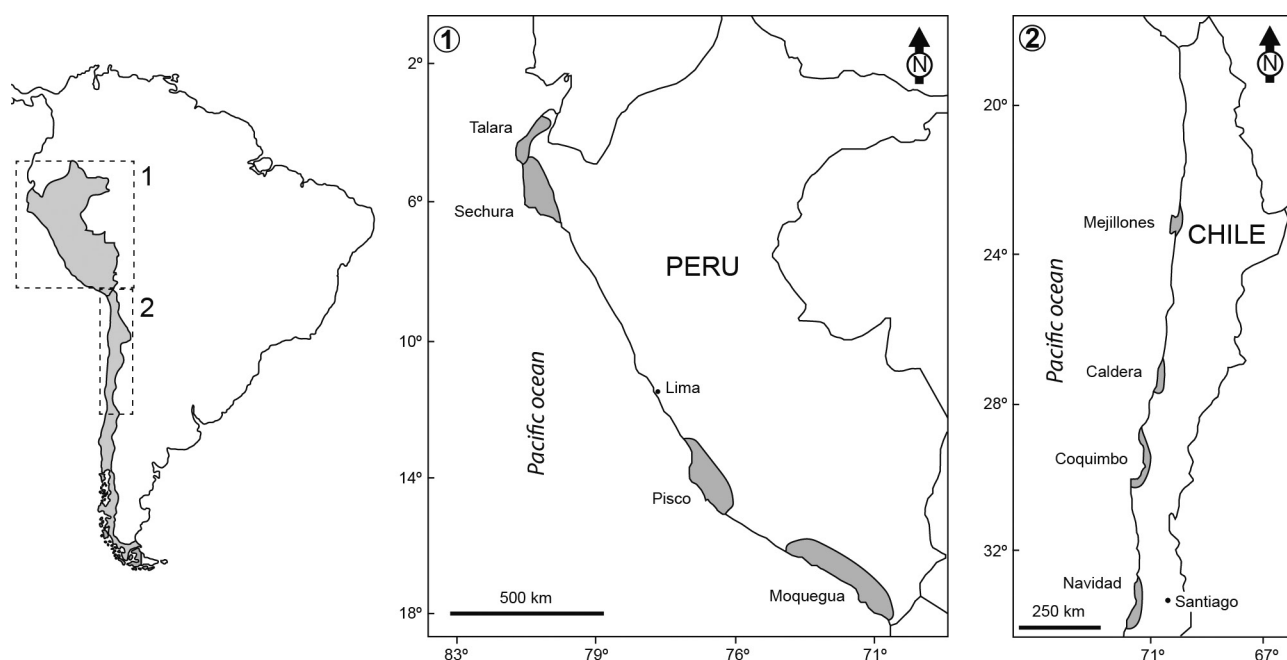 1
2
1
N
2°
6°
10°
14°
18°
Talara
Sechura
PERU
Pacific ocean
Lima
Pisco
Moquegua
500 km
83°
79°
76°
71°
2
N
20°
24°
28°
32°
Mejillones
CHILE
Pacific ocean
Caldera
Coquimbo
Navidad
Santiago
250 km
71°
67°